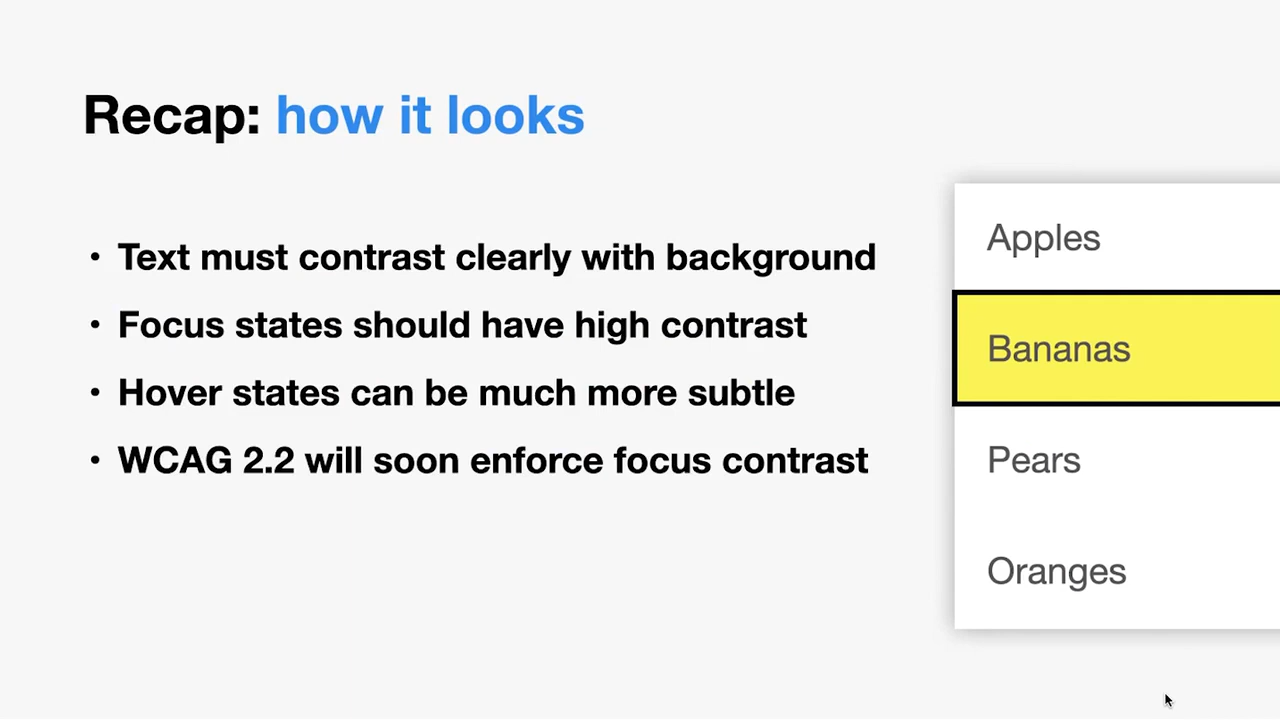 Recap: how it looks
• Text must contrast clearly with background
• Focus states should have high contrast
• Hover states can be much more subtle
• WCAG 2.2 will soon enforce focus contrast
Apples
Bananas
Pears
Oranges